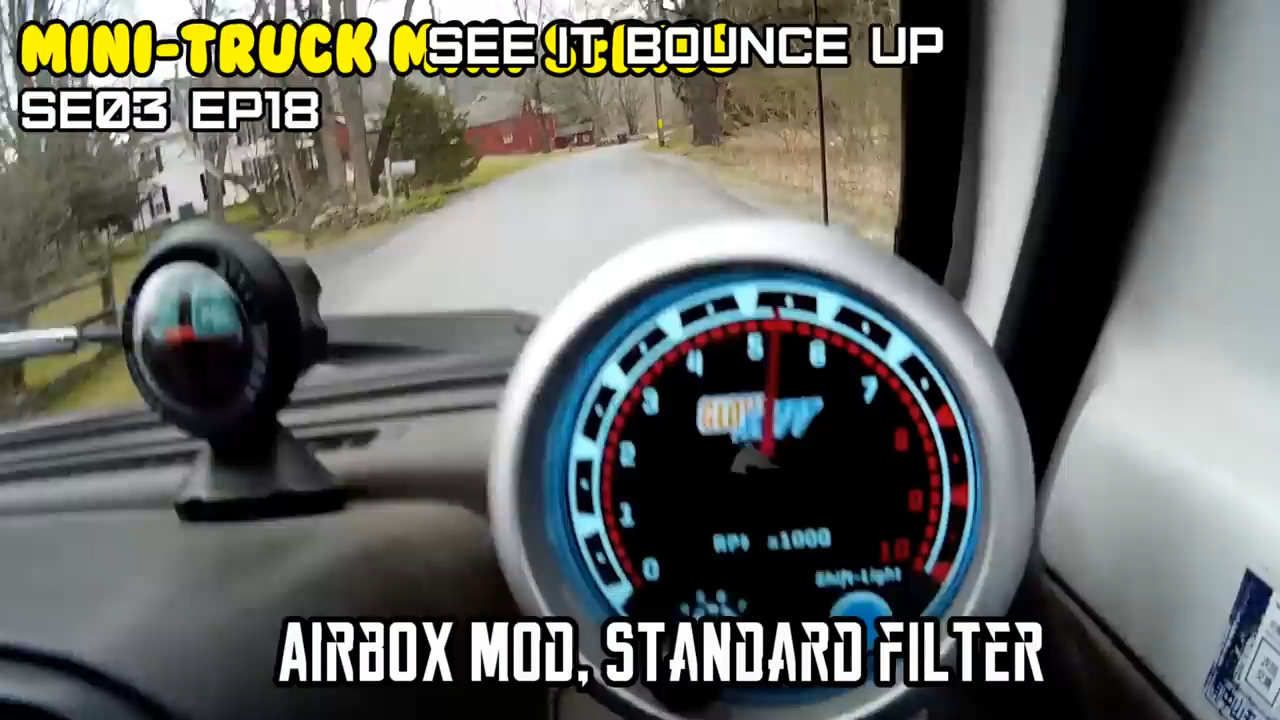 MINI-TRUCK
SEE IT BOUNCE UP
SE03 EP18
4 5 6
3 7
2 8
1 9
0 10
RPM x1000
Shift-Light
AIRBOX MOD, STANDARD FILTER